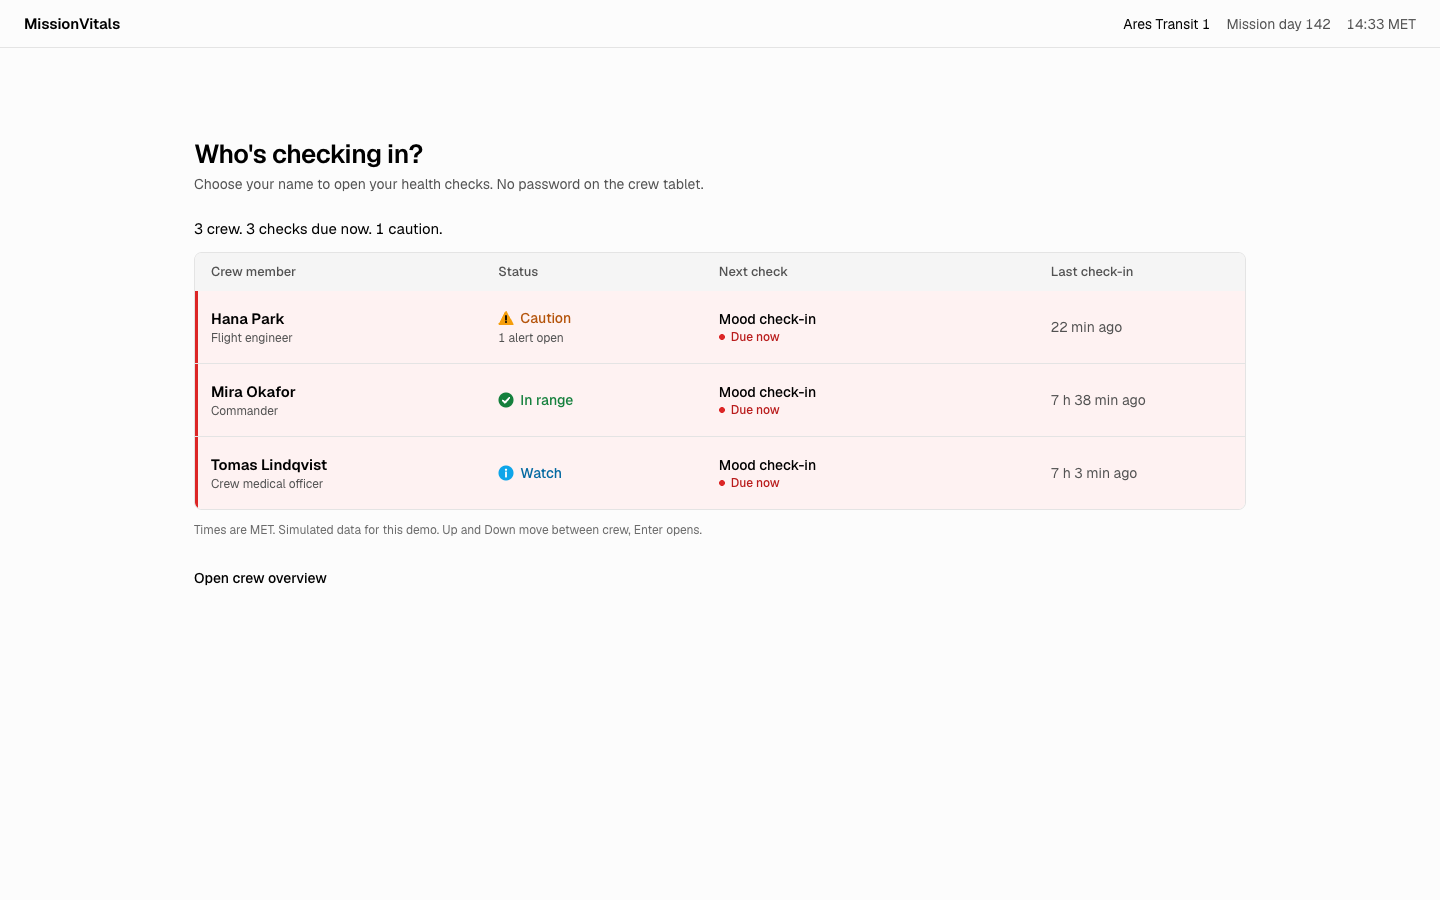 MissionVitals
Ares Transit 1 Mission day 142 14:33 MET
Who's checking in?
Choose your name to open your health checks. No password on the crew tablet.
3 crew. 3 checks due now. 1 caution.
Crew member Status Next check Last check-in
Hana Park
Flight engineer
Caution
1 alert open
Mood check-in
Due now
22 min ago
Mira Okafor
Commander
In range
Mood check-in
Due now
7 h 38 min ago
Tomas Lindqvist
Crew medical officer
Watch
Mood check-in
Due now
7 h 3 min ago
Times are MET. Simulated data for this demo. Up and Down move between crew, Enter opens.
Open crew overview